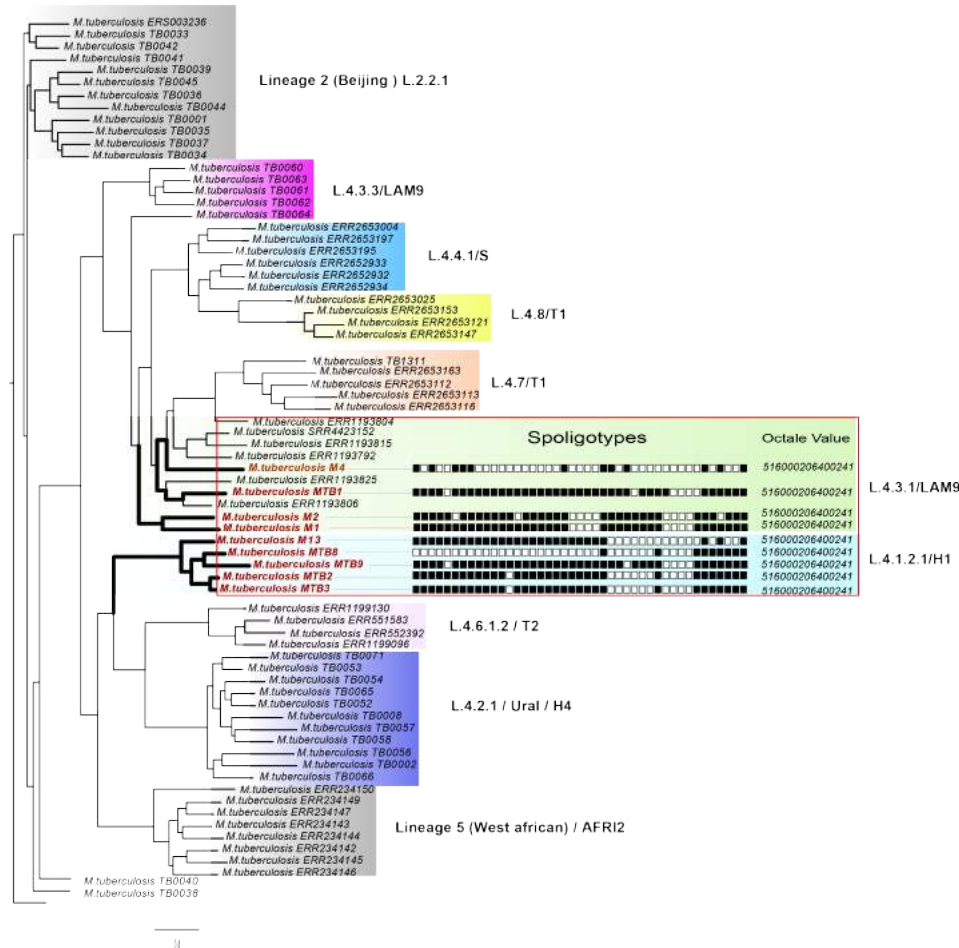 M.tuberculosis ERS003236
M.tuberculosis TB0033
M.tuberculosis TB0042
M.tuberculosis TB0041
M.tuberculosis TB0039
M.tuberculosis TB0045
Lineage 2 (Beijing ) L.2.2.1
M.tuberculosis TB0036
M.tuberculosis TB0044
M.tuberculosis TB0001
M.tuberculosis TB0035
M.tuberculosis TB0037
M.tuberculosis TB0034
M.tuberculosis TB0060
M.tuberculosis TB0063
M.tuberculosis TB0061
L.4.3.3/LAM9
M.tuberculosis TB0062
M.tuberculosis TB0064
M.tuberculosis ERR2653004
M.tuberculosis ERR2653197
M.tuberculosis ERR2653195
L.4.4.1/S
M.tuberculosis ERR2652933
M.tuberculosis ERR2652932
M.tuberculosis ERR2652934
M.tuberculosis ERR2653025
M.tuberculosis ERR2653153
L.4.8/T1
M.tuberculosis ERR2653121
M.tuberculosis ERR2653147
M.tuberculosis TB1311
M.tuberculosis ERR2653163
M.tuberculosis ERR2653112
L.4.7/T1
M.tuberculosis ERR2653113
M.tuberculosis ERR2653116
M.tuberculosis ERR1193804
M.tuberculosis SRR4423152
Spoligotypes Octale Value
M.tuberculosis ERR1193815
M.tuberculosis ERR1193792
M.tuberculosis M4 516000206400241
M.tuberculosis ERR1193825
L.4.3.1/LAM9
M.tuberculosis MTB1 516000206400241
M.tuberculosis ERR1193806
M.tuberculosis M2 516000206400241
M.tuberculosis M1 516000206400241
M.tuberculosis M13 516000206400241
M.tuberculosis MTB8 516000206400241
L.4.1.2.1/H1
M.tuberculosis MTB9 516000206400241
M.tuberculosis MTB2 516000206400241
M.tuberculosis MTB3 516000206400241
M.tuberculosis ERR1199130
M.tuberculosis ERR551583
L.4.6.1.2 / T2
M.tuberculosis ERR552392
M.tuberculosis ERR1199096
M.tuberculosis TB0071
M.tuberculosis TB0053
M.tuberculosis TB0054
M.tuberculosis TB0065
M.tuberculosis TB0052
L.4.2.1 / Ural / H4
M.tuberculosis TB0008
M.tuberculosis TB0057
M.tuberculosis TB0058
M.tuberculosis TB0056
M.tuberculosis TB0002
M.tuberculosis TB0066
M.tuberculosis ERR234150
M.tuberculosis ERR234149
M.tuberculosis ERR234147
M.tuberculosis ERR234143
Lineage 5 (West african) / AFRI2
M.tuberculosis ERR234144
M.tuberculosis ERR234142
M.tuberculosis ERR234145
M.tuberculosis ERR234146
M.tuberculosis TB0040
M.tuberculosis TB0038